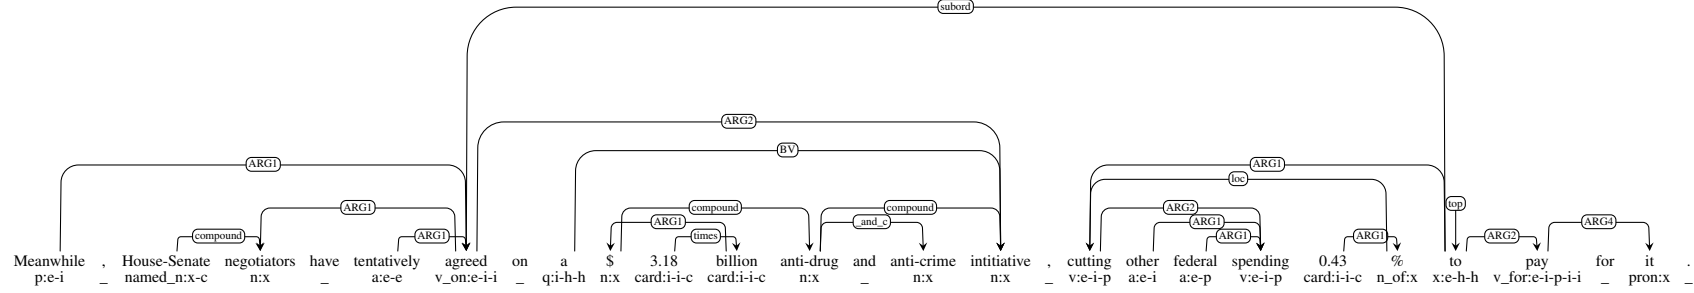 subord
ARG2
BV
ARG1 ARG1
loc
ARG1 compound compound ARG2 top
ARG1 _and_c ARG1 ARG4
compound ARG1 times ARG1 ARG1 ARG2
Meanwhile , House-Senate negotiators have tentatively agreed on a $ 3.18 billion anti-drug and anti-crime intitiative , cutting other federal spending 0.43 % to pay for it .
p:e-i _ named_n:x-c n:x _ a:e-e v_on:e-i-i _ q:i-h-h n:x card:i-i-c card:i-i-c n:x _ n:x n:x _ v:e-i-p a:e-i a:e-p v:e-i-p card:i-i-c n_of:x x:e-h-h v_for:e-i-p-i-i _ pron:x _